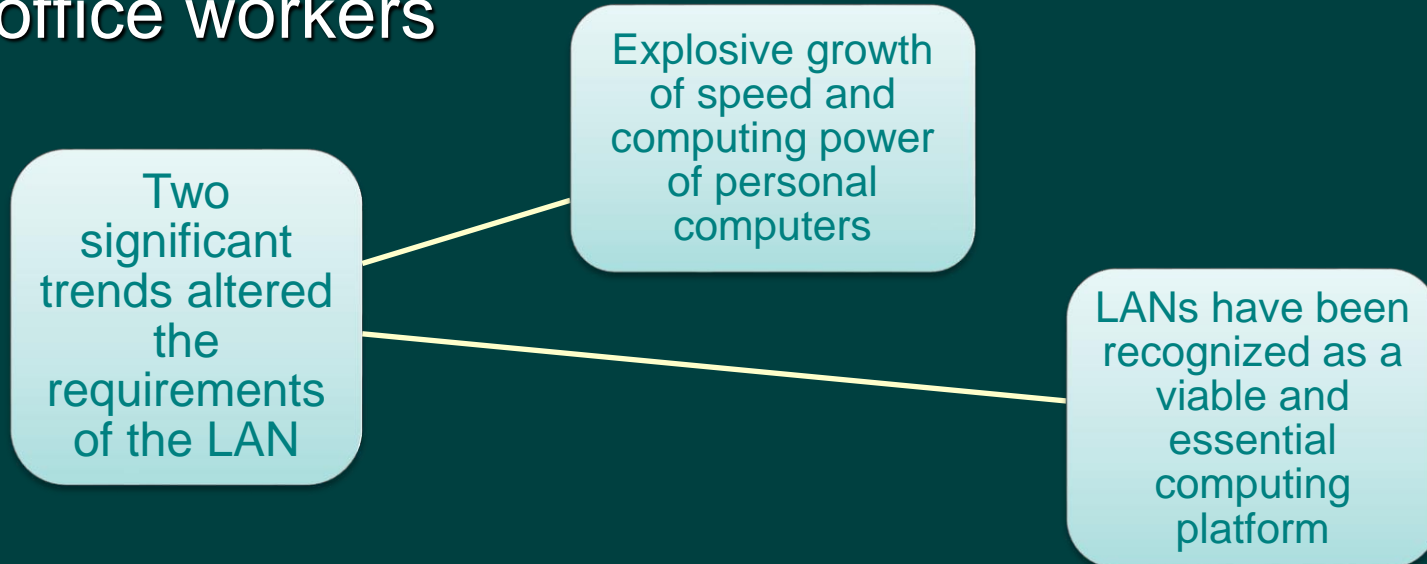 office workers
Explosive growth
of speed and
computing power
of personal
computers
Two
significant
trends altered
the
requirements
of the LAN
LANs have been
recognized as a
viable and
essential
computing
platform